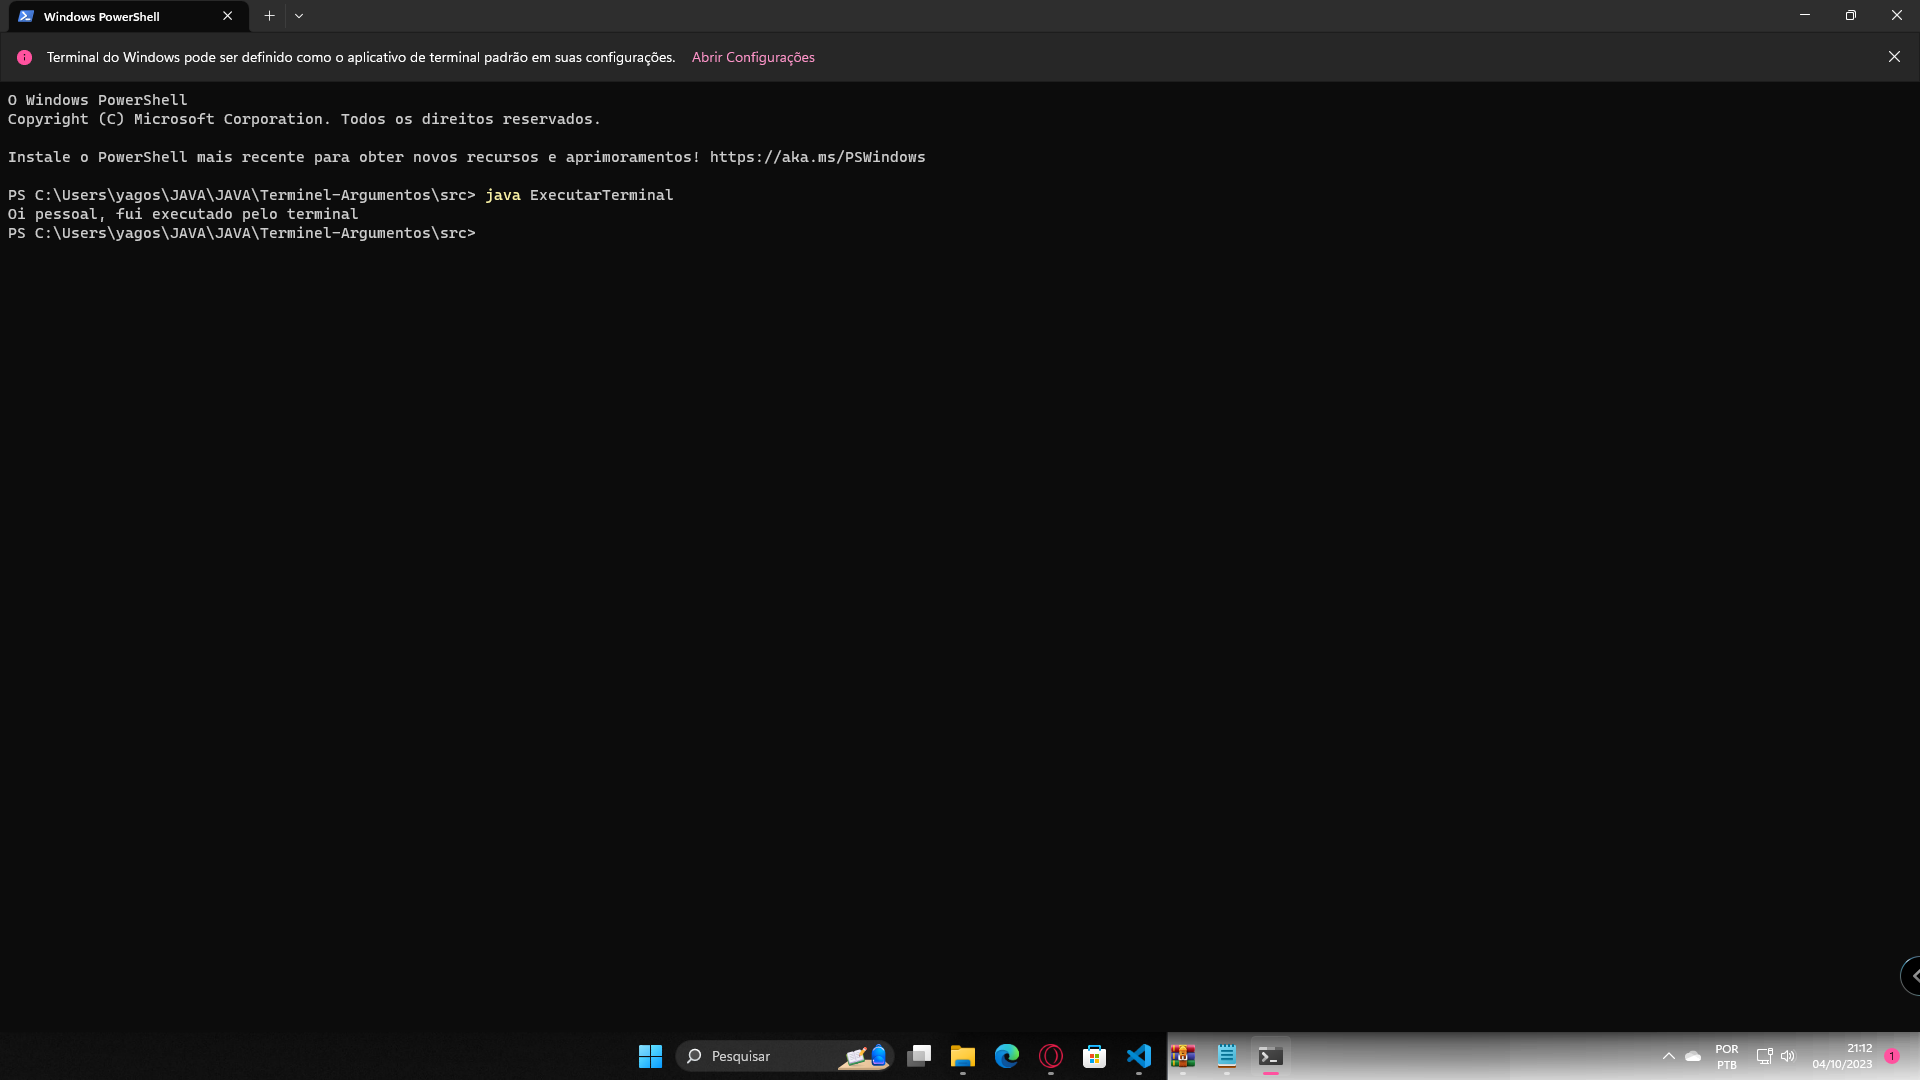 Windows PowerShell
Terminal do Windows pode ser definido como o aplicativo de terminal padrão em suas configurações. Abrir Configurações
O Windows PowerShell
Copyright (C) Microsoft Corporation. Todos os direitos reservados.
Instale o PowerShell mais recente para obter novos recursos e aprimoramentos! https://aka.ms/PSWindows
PS C:\Users\yagos\JAVA\JAVA\Terminel-Argumentos\src> java ExecutarTerminal
Oi pessoal, fui executado pelo terminal
PS C:\Users\yagos\JAVA\JAVA\Terminel-Argumentos\src>
Pesquisar
POR
PTB
21:12
04/10/2023
1